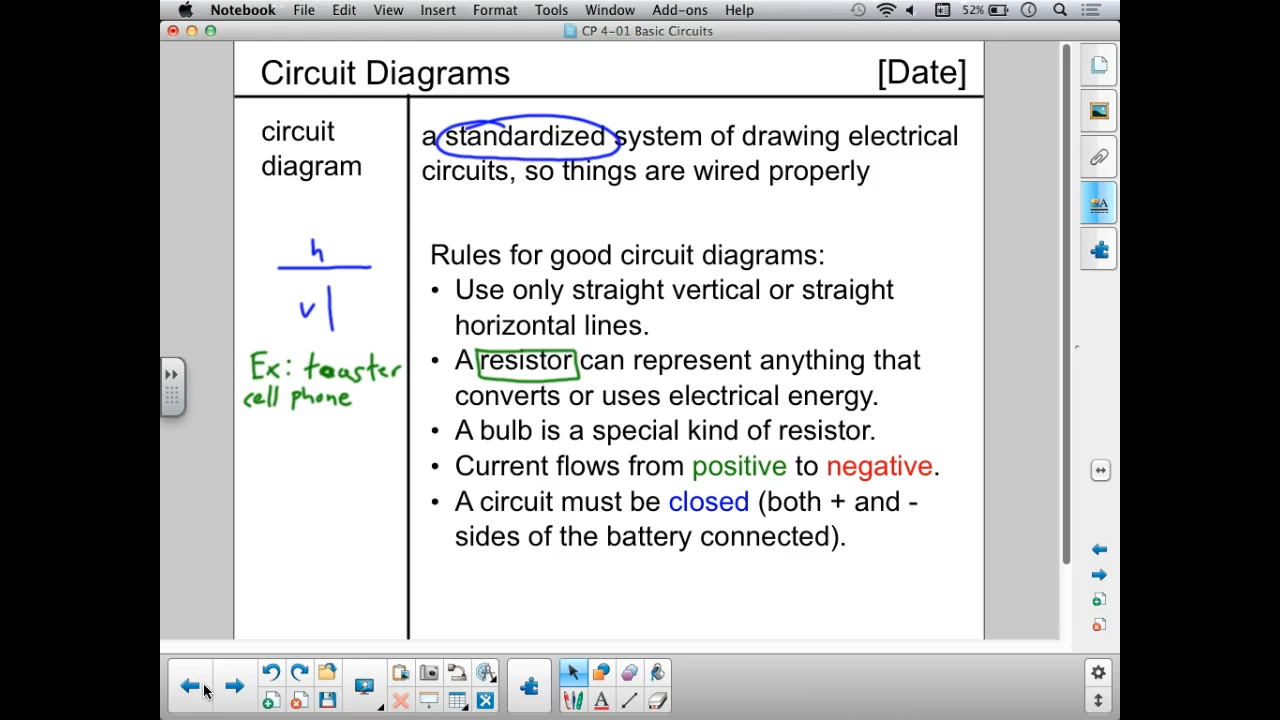 Notebook File Edit View Insert Format Tools Window Add-ons Help 52%
CP 4-01 Basic Circuits
Circuit Diagrams [Date]
circuit
diagram
a standardized system of drawing electrical
circuits, so things are wired properly
h
v
Ex: toaster
cell phone
Rules for good circuit diagrams:
• Use only straight vertical or straight
horizontal lines.
• A resistor can represent anything that
converts or uses electrical energy.
• A bulb is a special kind of resistor.
• Current flows from positive to negative.
• A circuit must be closed (both + and -
sides of the battery connected).